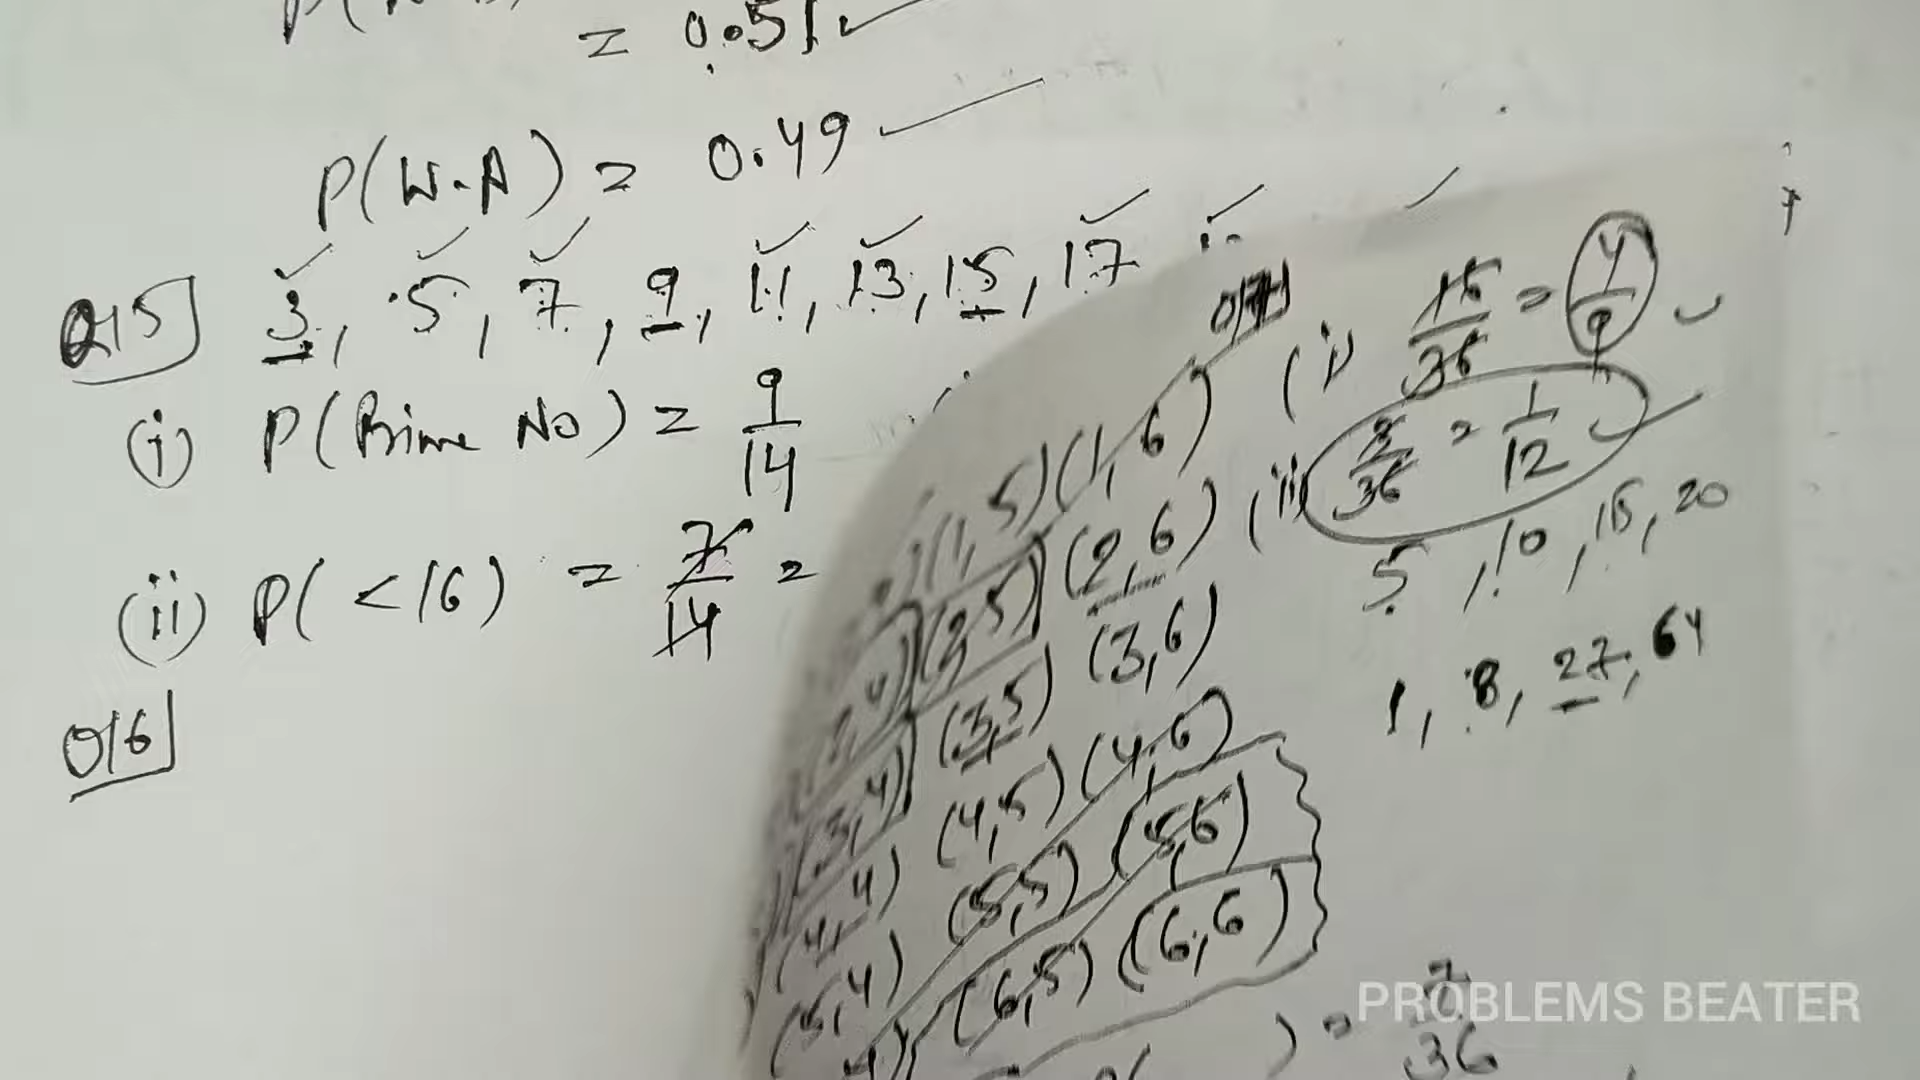 = 0.51
P(W.A) = 0.49
Q15 3, 5, 7, 9, 11, 13, 15, 17
(i) P(Prime No) = 9/14
(ii) P( <16) = 7/14 =
Q16
(i) 16/36 = 4/9
(1,5) (1,6)
(ii) 3/36 = 1/12
(2,5) (2,6)
5, 10, 15, 20
(3,5) (3,6)
1, 8, 27, 64
(3,4) (4,5) (4,6)
(4,4) (5,5) (5,6)
(5,4) (6,5) (6,6)
) = 7/36
PROBLEMS BEATER